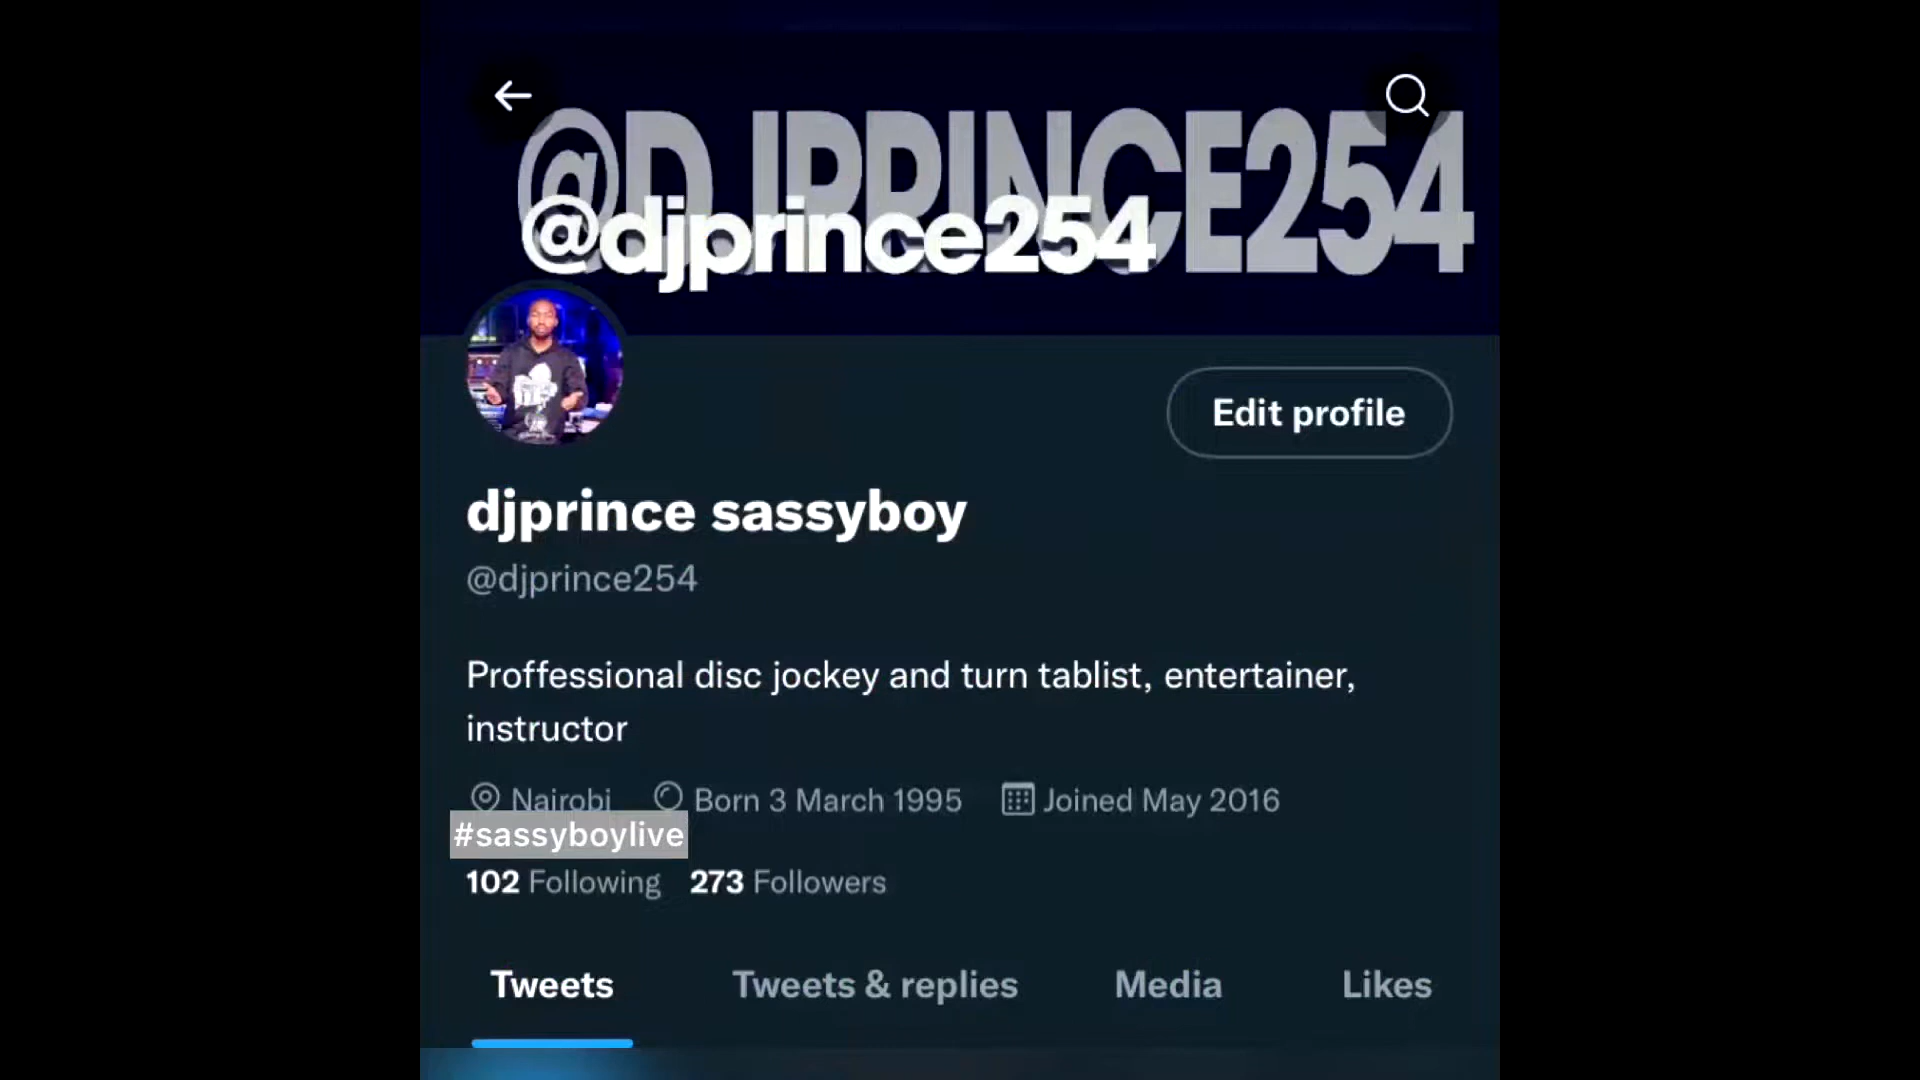 @DJPRINCE254
@djprince254
Edit profile
djprince sassyboy
@djprince254
Proffessional disc jockey and turn tablist, entertainer,
instructor
Nairobi Born 3 March 1995 Joined May 2016
#sassyboylive
102 Following 273 Followers
Tweets Tweets & replies Media Likes